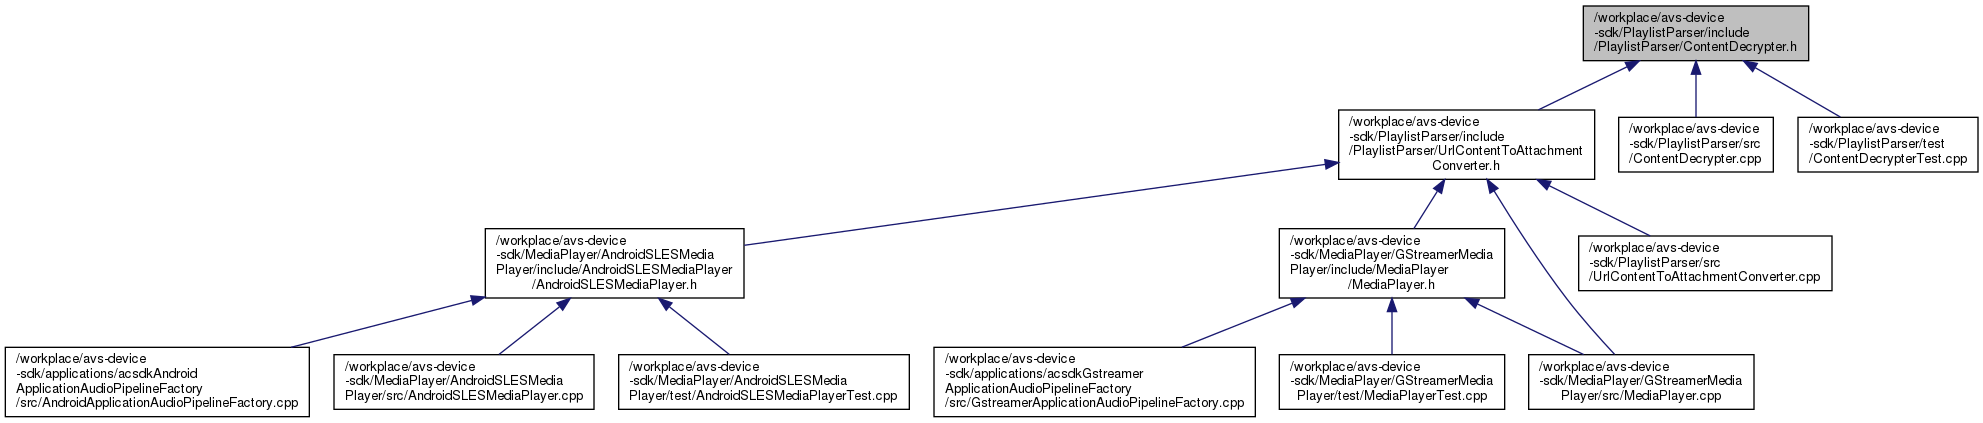 /workplace/avs-device
-sdk/PlaylistParser/include
/PlaylistParser/ContentDecrypter.h
/workplace/avs-device
-sdk/PlaylistParser/include
/PlaylistParser/UrlContentToAttachment
Converter.h
/workplace/avs-device
-sdk/PlaylistParser/src
/ContentDecrypter.cpp
/workplace/avs-device
-sdk/PlaylistParser/test
/ContentDecrypterTest.cpp
/workplace/avs-device
-sdk/MediaPlayer/AndroidSLESMedia
Player/include/AndroidSLESMediaPlayer
/AndroidSLESMediaPlayer.h
/workplace/avs-device
-sdk/MediaPlayer/GStreamerMedia
Player/include/MediaPlayer
/MediaPlayer.h
/workplace/avs-device
-sdk/PlaylistParser/src
/UrlContentToAttachmentConverter.cpp
/workplace/avs-device
-sdk/applications/acsdkAndroid
ApplicationAudioPipelineFactory
/src/AndroidApplicationAudioPipelineFactory.cpp
/workplace/avs-device
-sdk/MediaPlayer/AndroidSLESMedia
Player/src/AndroidSLESMediaPlayer.cpp
/workplace/avs-device
-sdk/MediaPlayer/AndroidSLESMedia
Player/test/AndroidSLESMediaPlayerTest.cpp
/workplace/avs-device
-sdk/applications/acsdkGstreamer
ApplicationAudioPipelineFactory
/src/GstreamerApplicationAudioPipelineFactory.cpp
/workplace/avs-device
-sdk/MediaPlayer/GStreamerMedia
Player/test/MediaPlayerTest.cpp
/workplace/avs-device
-sdk/MediaPlayer/GStreamerMedia
Player/src/MediaPlayer.cpp